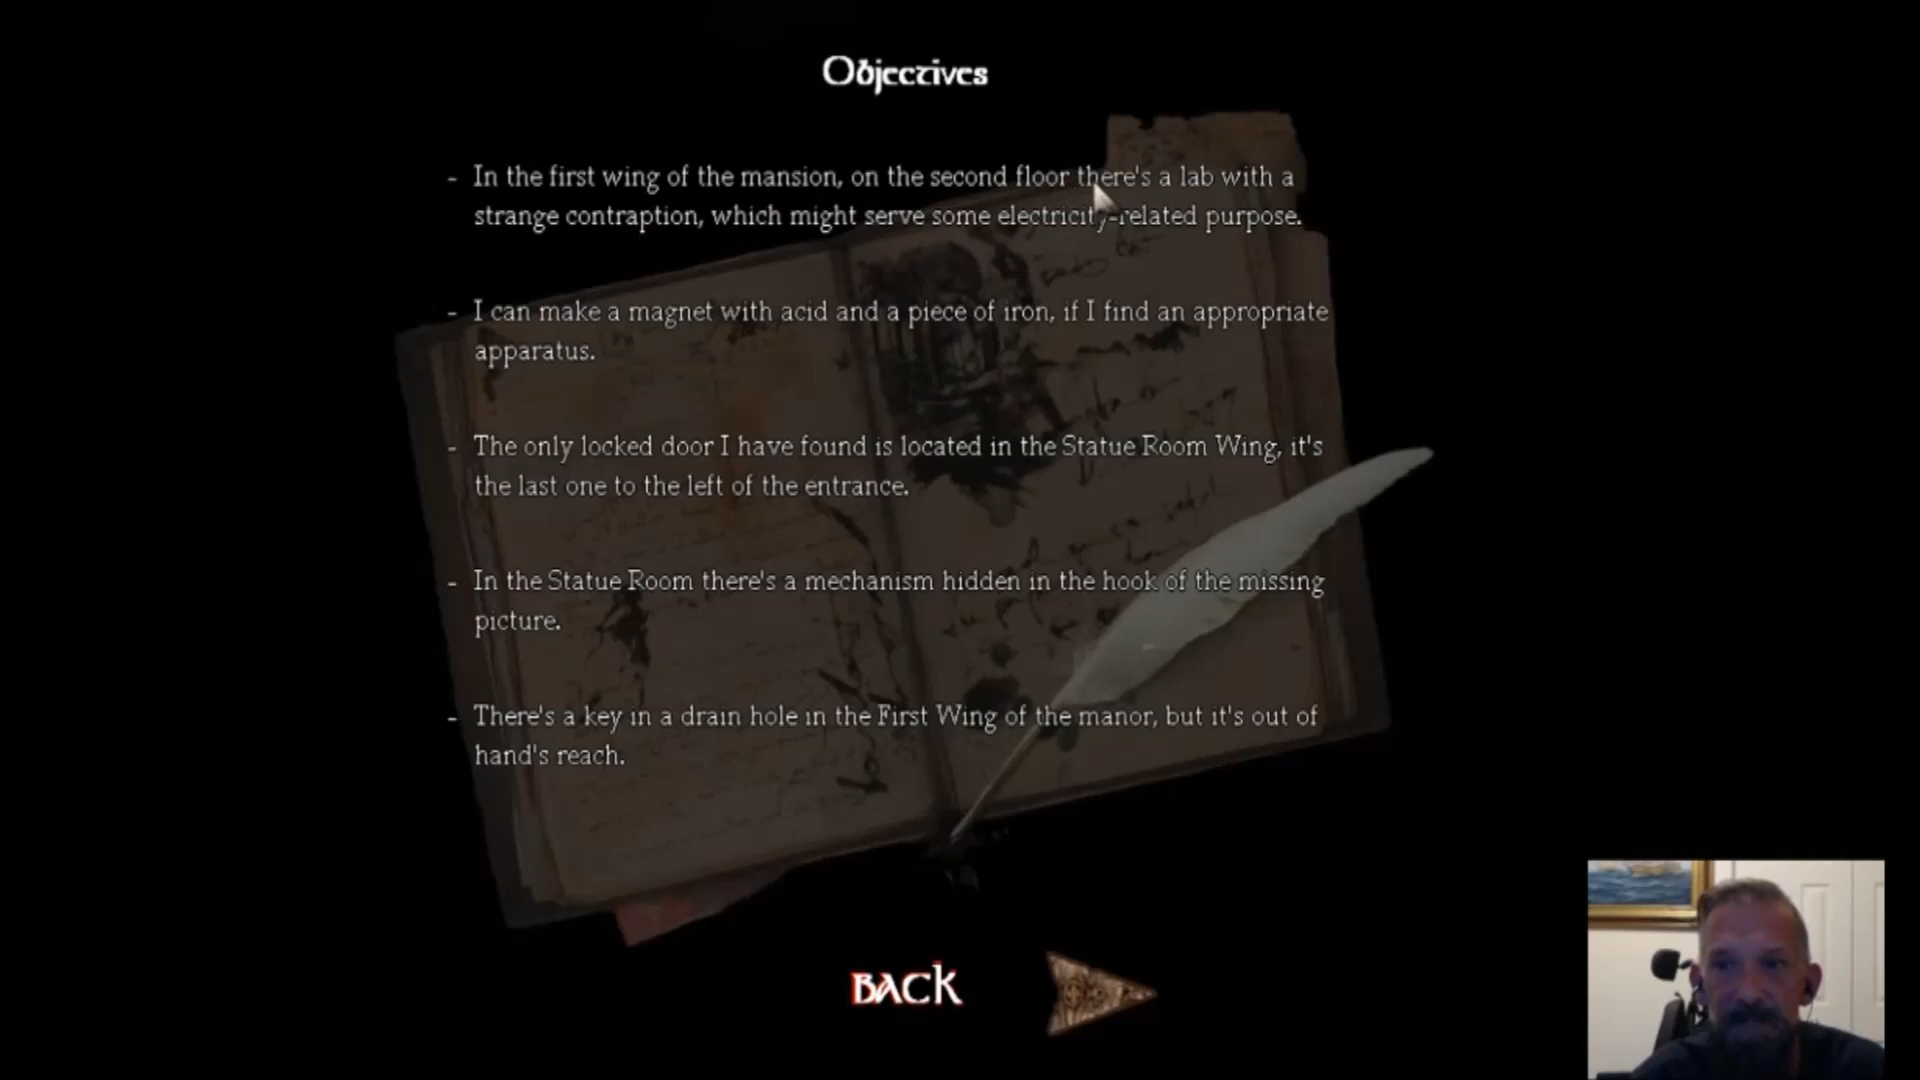 Objectives
- In the first wing of the mansion, on the second floor there's a lab with a
strange contraption, which might serve some electricity-related purpose.
- I can make a magnet with acid and a piece of iron, if I find an appropriate
apparatus.
- The only locked door I have found is located in the Statue Room Wing, it's
the last one to the left of the entrance.
- In the Statue Room there's a mechanism hidden in the hook of the missing
picture.
- There's a key in a drain hole in the First Wing of the manor, but it's out of
hand's reach.
BACK